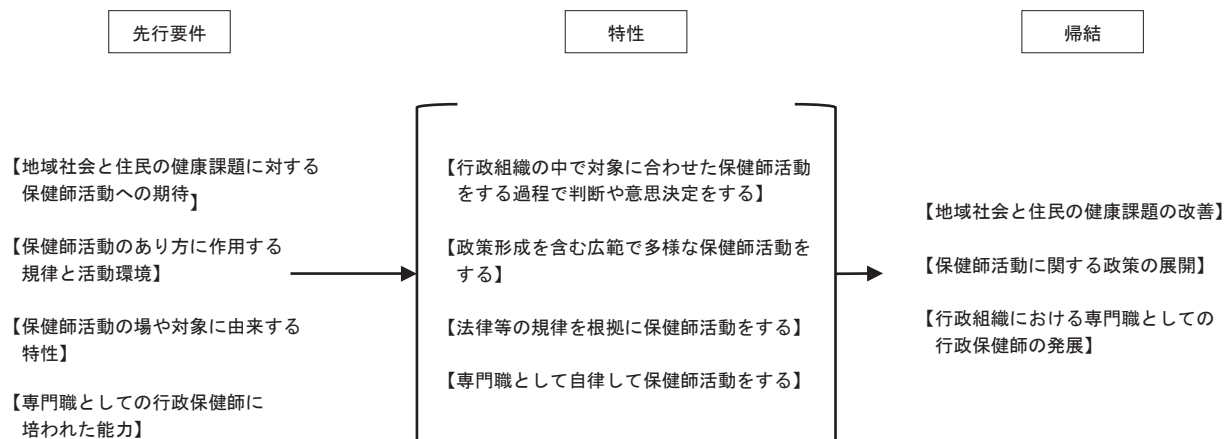 先行要件
特性
帰結
【地域社会と住民の健康課題に対する
保健師活動への期待】
【保健師活動のあり方に作用する
規律と活動環境】
【保健師活動の場や対象に由来する
特性】
【専門職としての行政保健師に
培われた能力】
【行政組織の中で対象に合わせた保健師活動
をする過程で判断や意思決定をする】
【政策形成を含む広範で多様な保健師活動を
する】
【法律等の規律を根拠に保健師活動をする】
【専門職として自律して保健師活動をする】
【地域社会と住民の健康課題の改善】
【保健師活動に関する政策の展開】
【行政組織における専門職としての
行政保健師の発展】